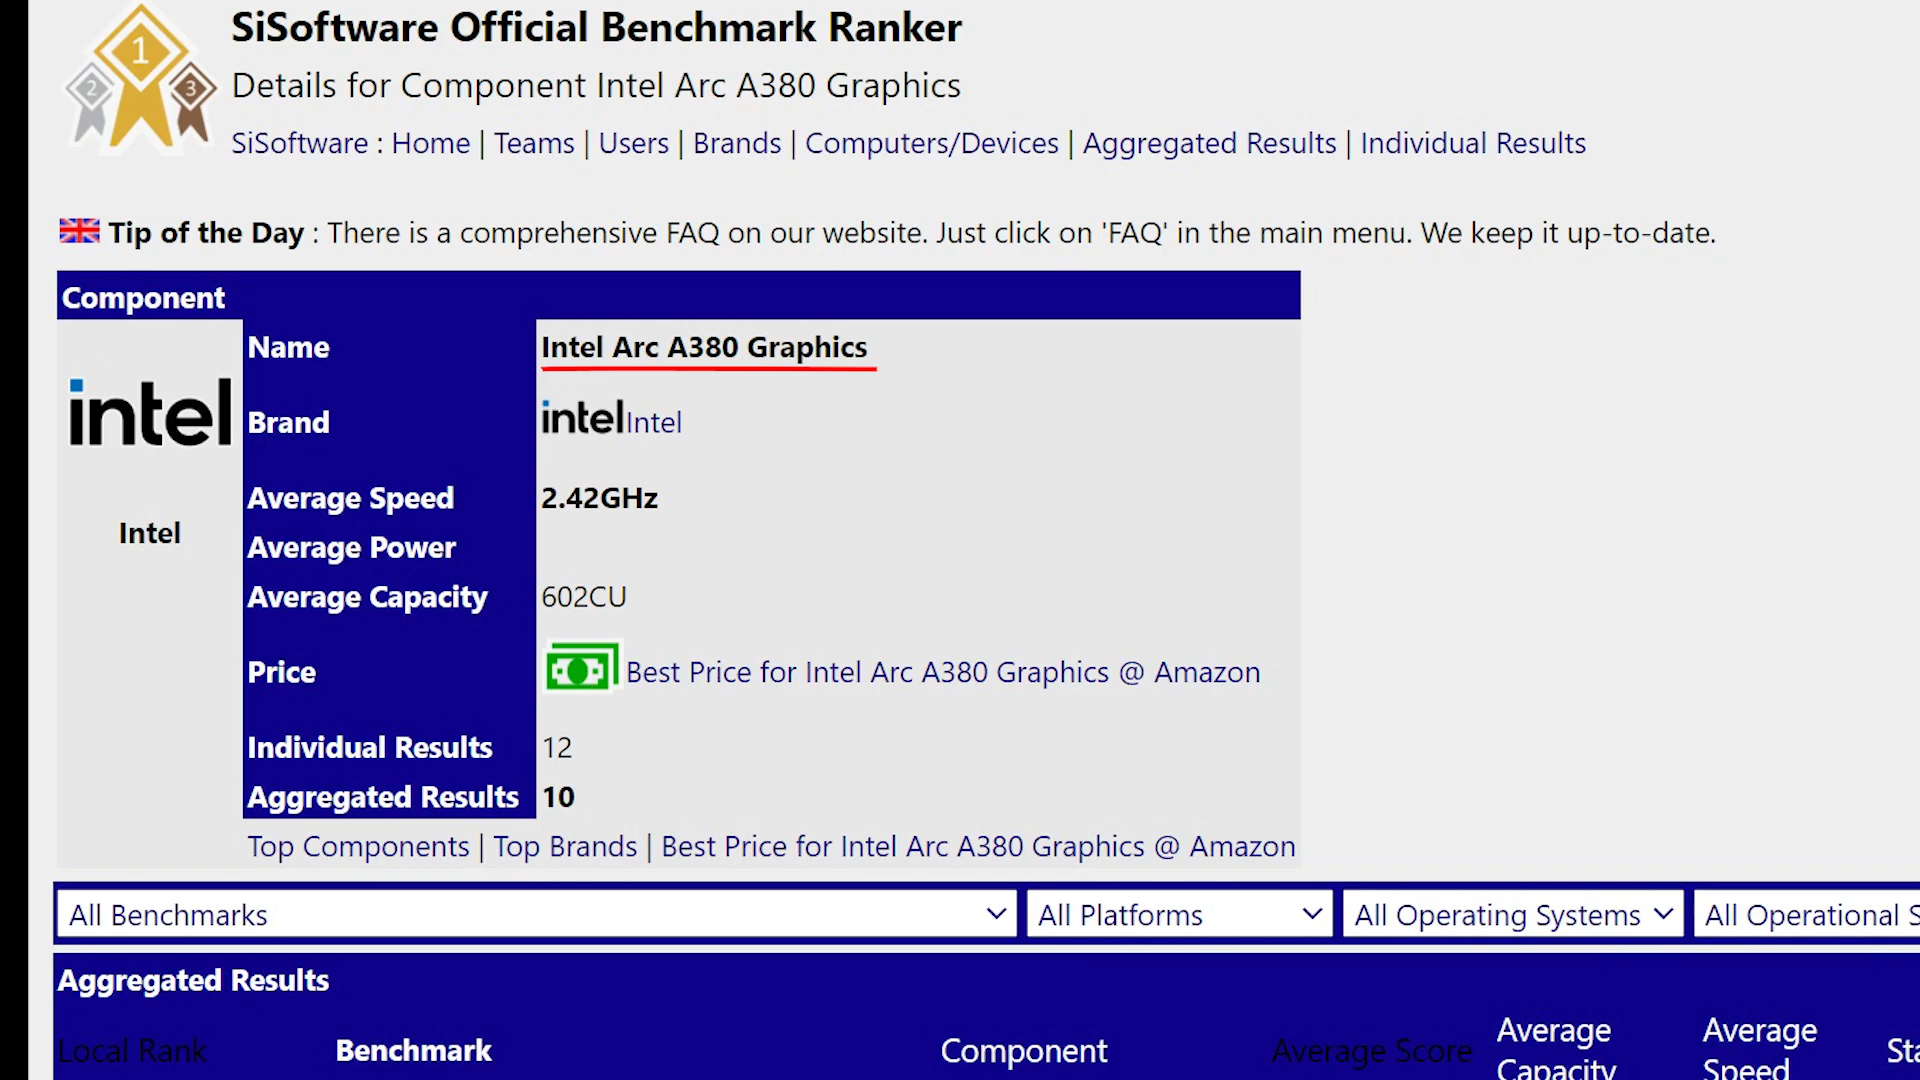 1
2
3
SiSoftware Official Benchmark Ranker
Details for Component Intel Arc A380 Graphics
SiSoftware : Home | Teams | Users | Brands | Computers/Devices | Aggregated Results | Individual Results
Tip of the Day : There is a comprehensive FAQ on our website. Just click on 'FAQ' in the main menu. We keep it up-to-date.
Component
intel
Intel
Name Intel Arc A380 Graphics
Brand intel Intel
Average Speed 2.42GHz
Average Power
Average Capacity 602CU
Price Best Price for Intel Arc A380 Graphics @ Amazon
Individual Results 12
Aggregated Results 10
Top Components | Top Brands | Best Price for Intel Arc A380 Graphics @ Amazon
All Benchmarks All Platforms All Operating Systems All Operational S
Aggregated Results
Local Rank Benchmark Component Average Score Average Capacity Average Speed Sta